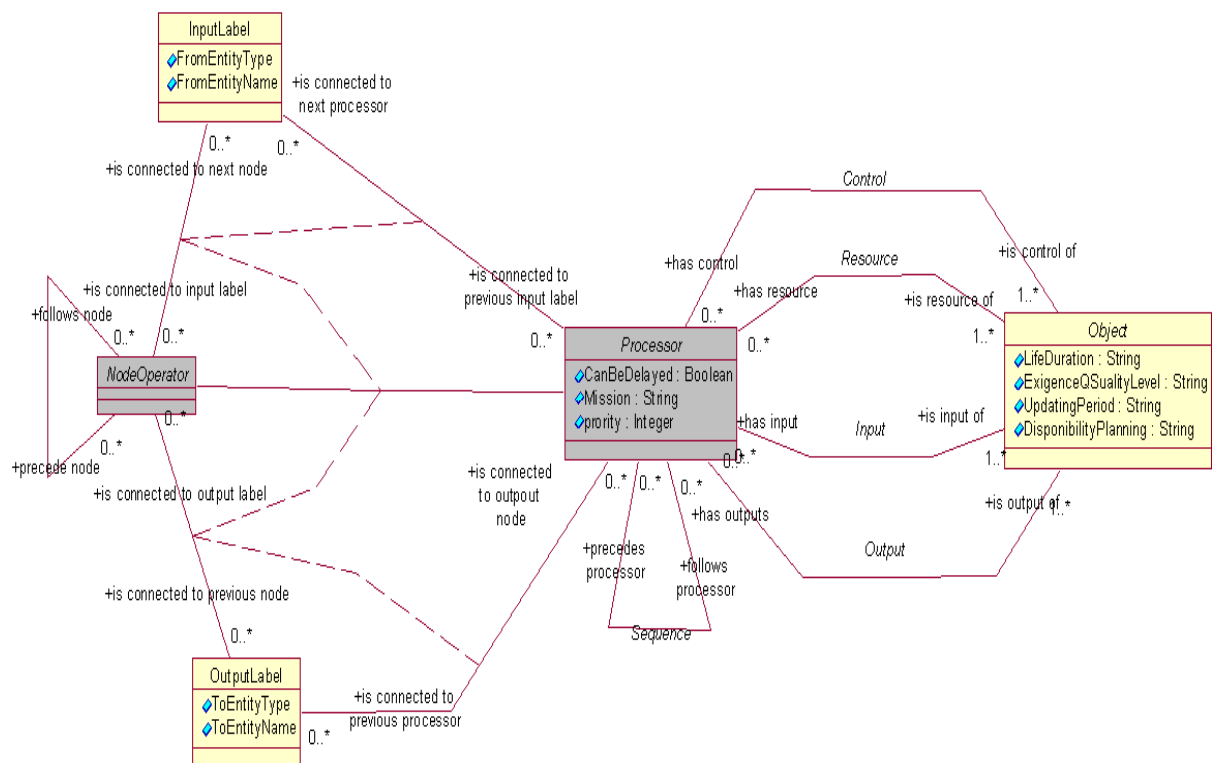 InputLabel
FromEntityType
FromEntityName
+is connected to
next processor
0..*
0..*
+is connected to next node
Control
+is control of
+has control
Resource
+is connected to
previous input label
+has resource
+is resource of
+is connected to input label
1..*
+follows node
0..*
0..*
0..*
0..*
0..*
1..*
Object
LifeDuration : String
ExigenceQSualityLevel : String
UpdatingPeriod : String
DisponibilityPlanning : String
Processor
CanBeDelayed : Boolean
Mission : String
prority : Integer
NodeOperator
0..*
0..*
+precede node
+has input
Input
+is input of
0..*
0..*
1..*
+is connected to output label
+is connected
to outpout
node
0..*
0..*
0..*
+has outputs
+is output of
1..*
+precedes
processor
+follows
processor
Output
Sequence
+is connected to previous node
0..*
OutputLabel
ToEntityType
ToEntityName
+is connected to
previous processor
0..*